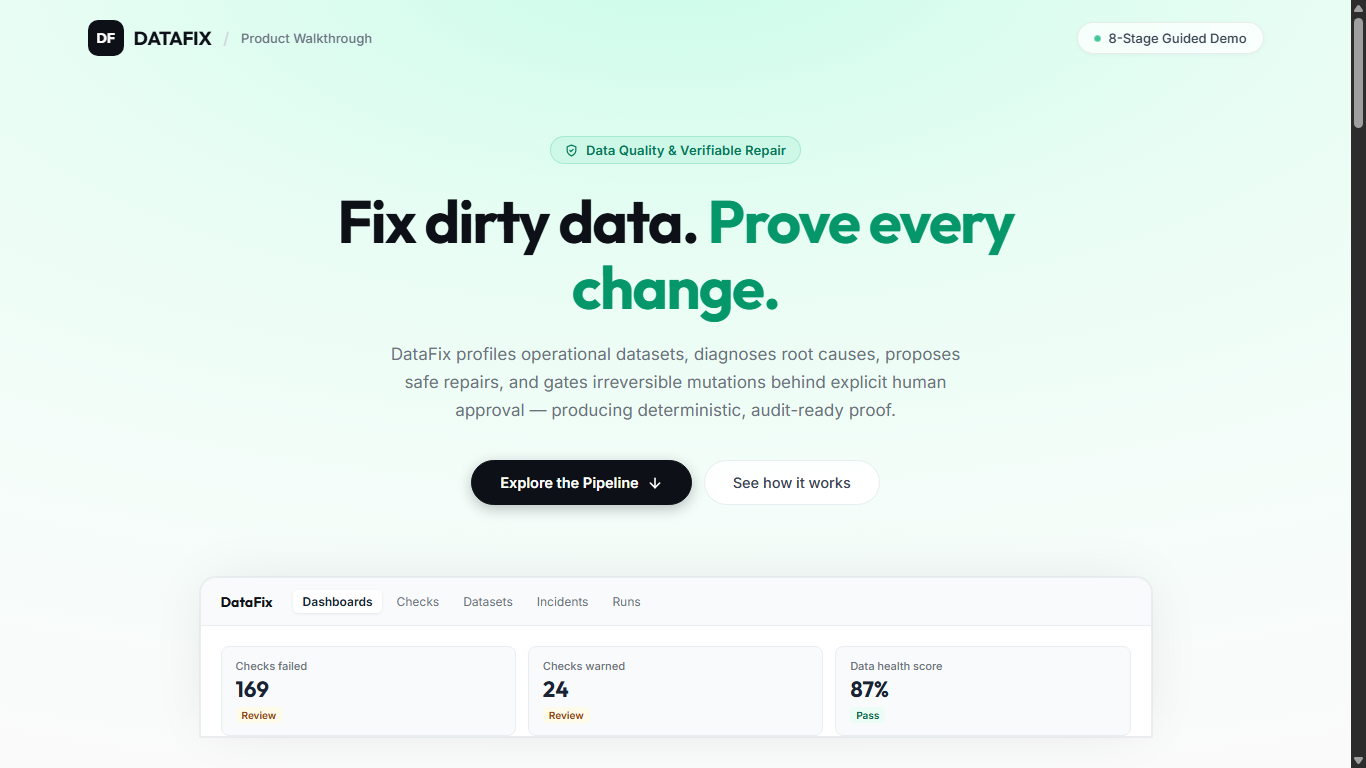 DF DATAFIX / Product Walkthrough
8-Stage Guided Demo
Data Quality & Verifiable Repair
Fix dirty data. Prove every
change.
DataFix profiles operational datasets, diagnoses root causes, proposes
safe repairs, and gates irreversible mutations behind explicit human
approval — producing deterministic, audit-ready proof.
Explore the Pipeline ↓
See how it works
DataFix Dashboards Checks Datasets Incidents Runs
Checks failed
169
Review
Checks warned
24
Review
Data health score
87%
Pass